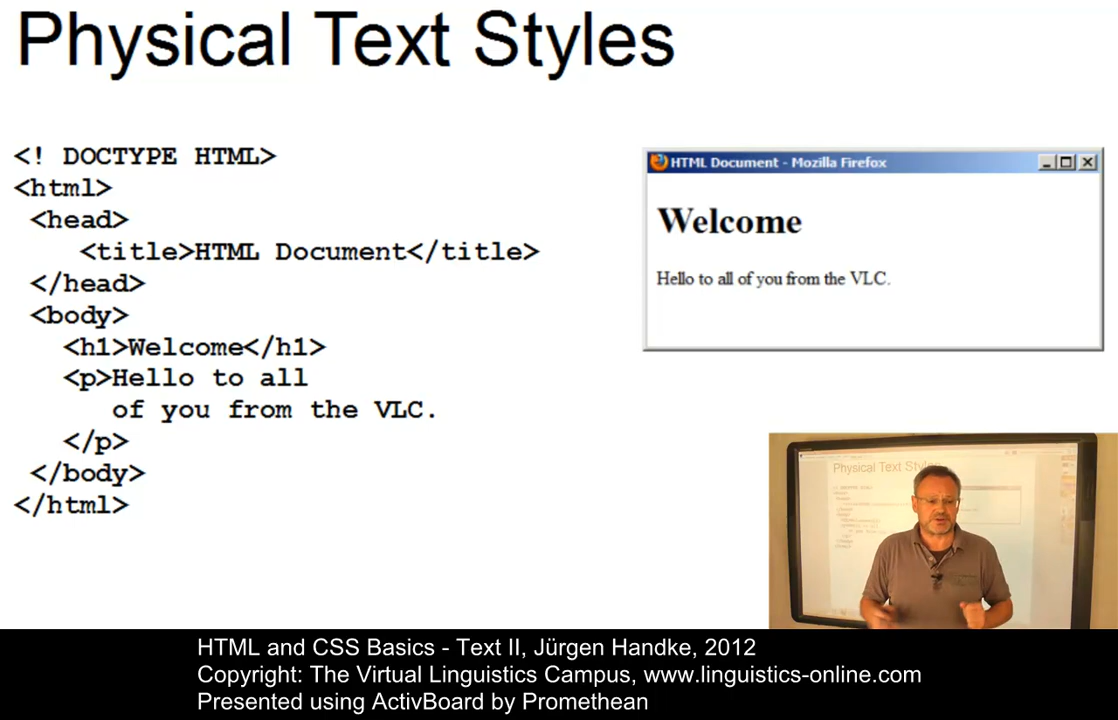 Physical Text Styles
<! DOCTYPE HTML>
<html>
<head>
<title>HTML Document</title>
</head>
<body>
<h1>Welcome</h1>
<p>Hello to all
of you from the VLC.
</p>
</body>
</html>
HTML Document - Mozilla Firefox
Welcome
Hello to all of you from the VLC.
Physical Text Styles
HTML and CSS Basics - Text II, Jürgen Handke, 2012
Copyright: The Virtual Linguistics Campus, www.linguistics-online.com
Presented using ActivBoard by Promethean